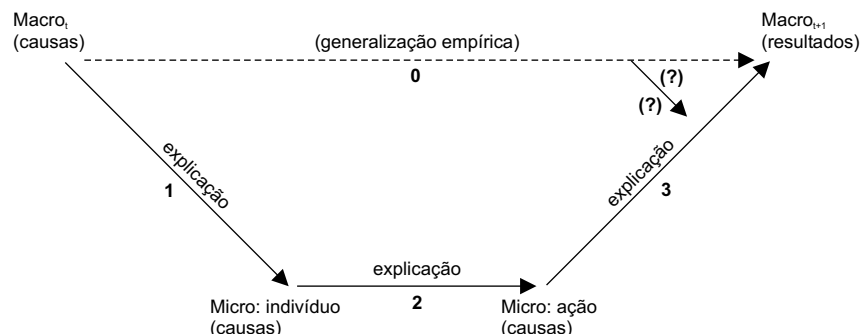 Macroₜ
(causas)
Macroₜ₊₁
(resultados)
(generalização empírica)
0
(?)
(?)
explicação
1
explicação
3
explicação
2
Micro: indivíduo
(causas)
Micro: ação
(causas)